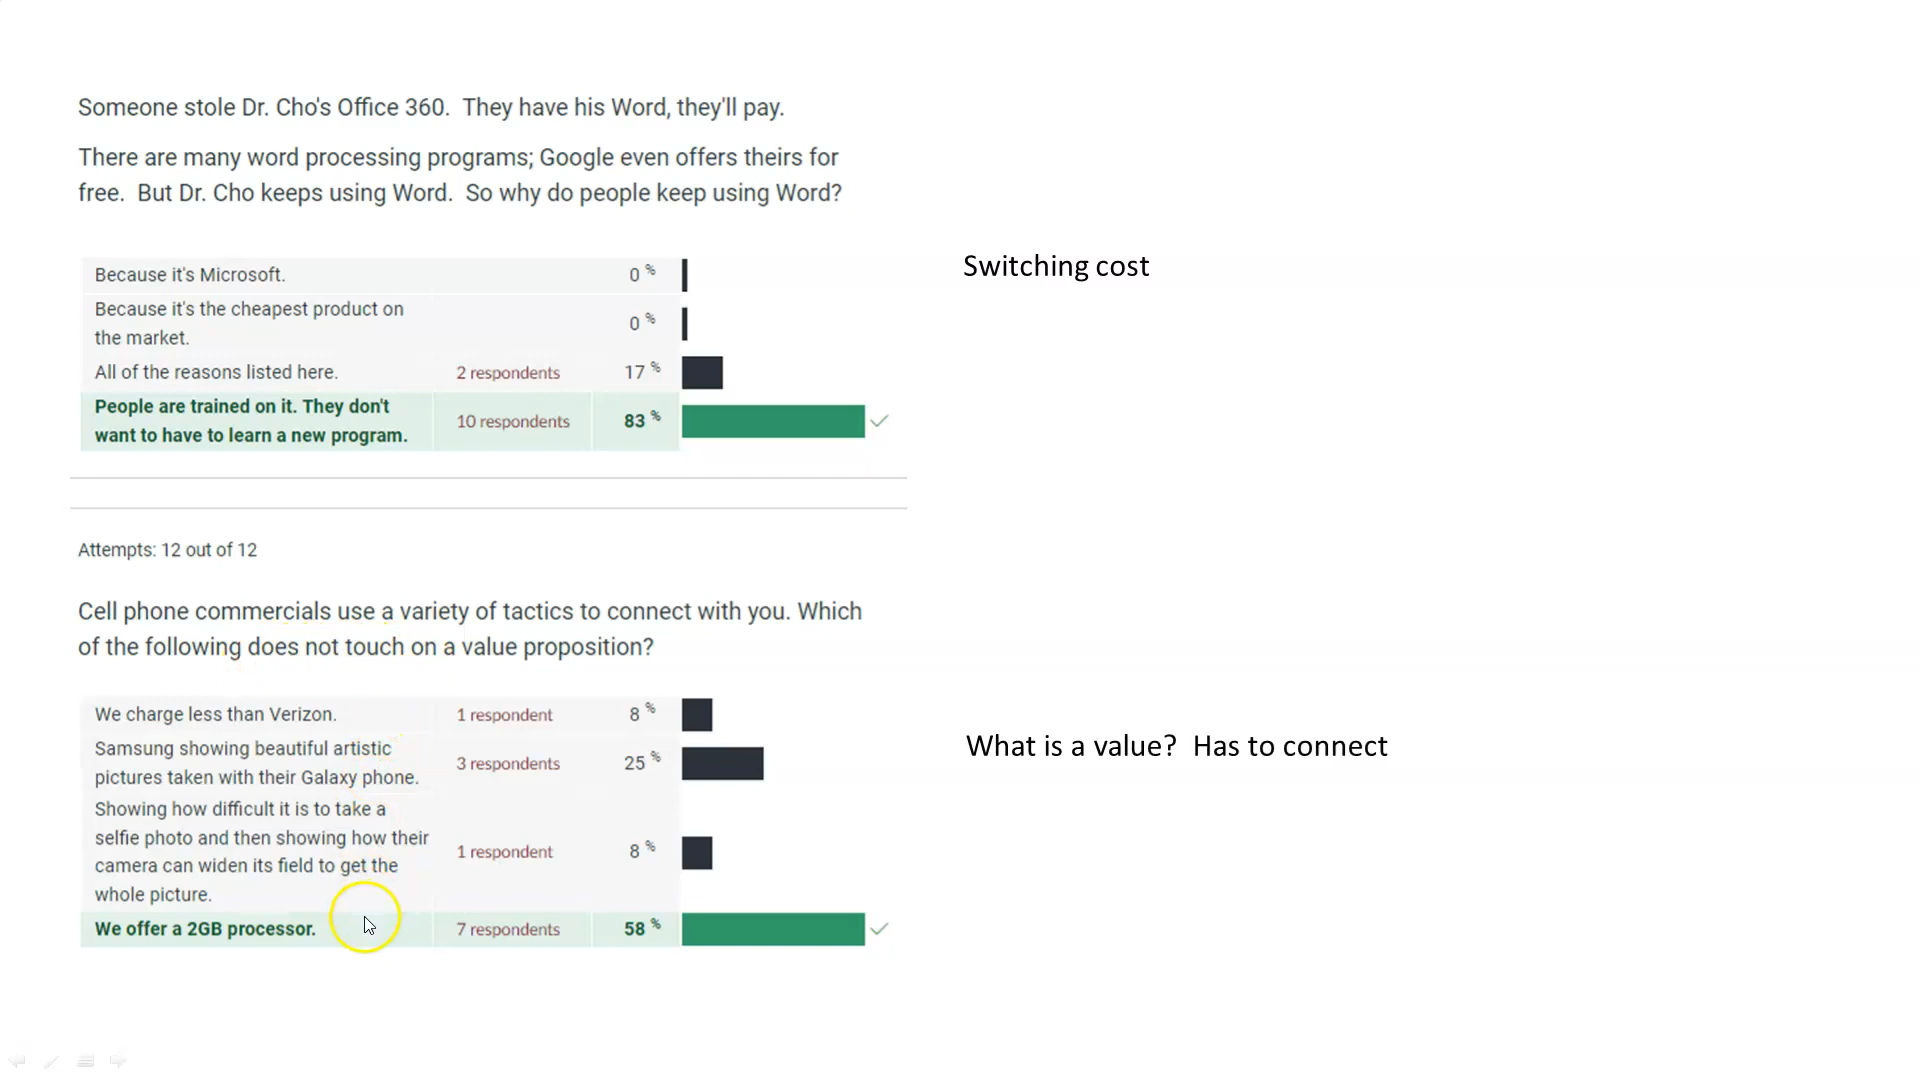 Someone stole Dr. Cho's Office 360.  They have his Word, they'll pay.
There are many word processing programs; Google even offers theirs for
free.  But Dr. Cho keeps using Word.  So why do people keep using Word?
Because it's Microsoft. 0 %
Switching cost
Because it's the cheapest product on
the market. 0 %
All of the reasons listed here. 2 respondents 17 %
People are trained on it. They don't
want to have to learn a new program. 10 respondents 83 %
Attempts: 12 out of 12
Cell phone commercials use a variety of tactics to connect with you. Which
of the following does not touch on a value proposition?
We charge less than Verizon. 1 respondent 8 %
What is a value?  Has to connect
Samsung showing beautiful artistic
pictures taken with their Galaxy phone. 3 respondents 25 %
Showing how difficult it is to take a
selfie photo and then showing how their
camera can widen its field to get the
whole picture. 1 respondent 8 %
We offer a 2GB processor. 7 respondents 58 %